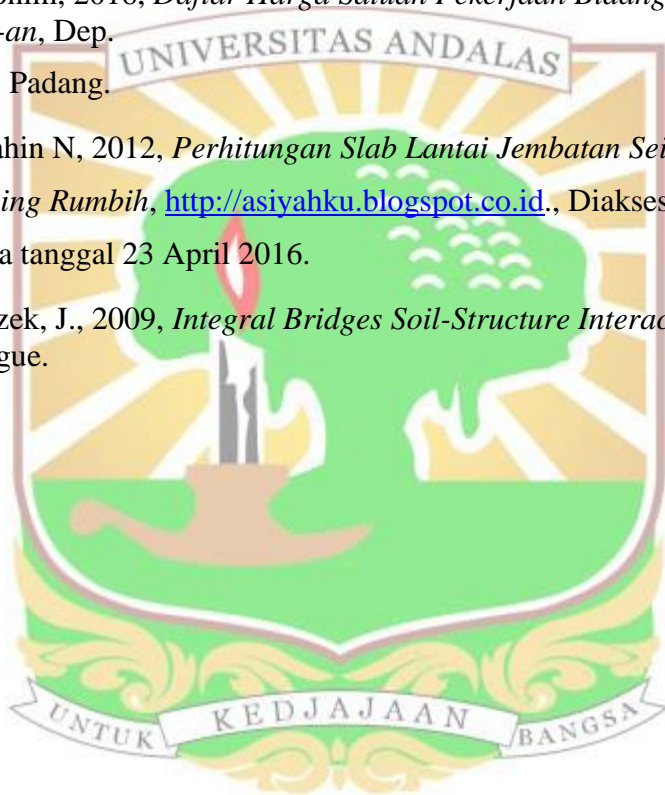 2016, Daftar Harga Satuan Pekerjaan Bidang
-an, Dep.
UNIVERSITAS ANDALAS
Padang.
ahin N, 2012, Perhitungan Slab Lantai Jembatan Sei
ing Rumbih, http://asiyahku.blogspot.co.id., Diakses
a tanggal 23 April 2016.
zek, J., 2009, Integral Bridges Soil-Structure Interac
gue.
UNTUK KEDJAJAAN BANGSA